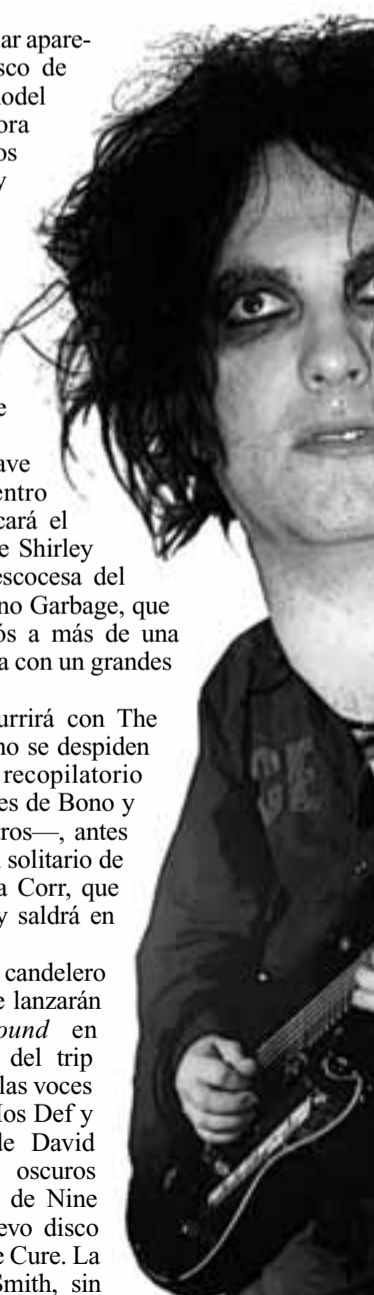 ar apare-
sco de
odel
ora
os
y
e
ave
entro
cará el
e Shirley
escocesa del
no Garbage, que
ós a más de una
a con un grandes
urrirá con The
no se despiden
recopilatorio
es de Bono y
ros—, antes
solitario de
a Corr, que
y saldrá en
candelero
e lanzarán
ound en
del trip
las voces
Mos Def y
de David
oscuros
de Nine
evo disco
e Cure. La
Smith, sin